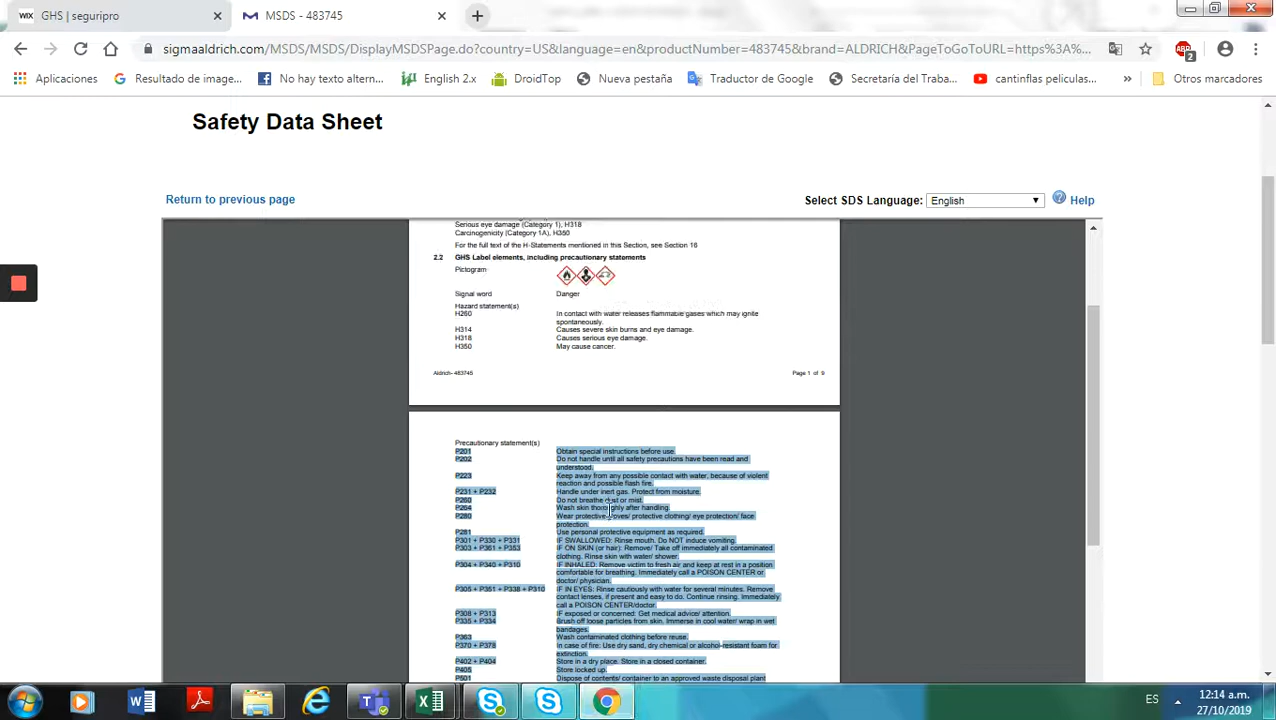 WIX GHS | seguripro
MSDS - 483745
sigmaaldrich.com/MSDS/MSDS/DisplayMSDSPage.do?country=US&language=en&productNumber=483745&brand=ALDRICH&PageToGoToURL=https%3A%...
ABP 2
Aplicaciones
Resultado de image...
No hay texto altern...
English 2.x
DroidTop
Nueva pestaña
Traductor de Google
Secretaría del Traba...
cantinflas peliculas...
»
Otros marcadores
Safety Data Sheet
Return to previous page
Select SDS Language: English
Help
Serious eye damage (Category 1), H318
Carcinogenicity (Category 1A), H350
For the full text of the H-Statements mentioned in this Section, see Section 16
2.2 GHS Label elements, including precautionary statements
Pictogram
Signal word Danger
Hazard statement(s)
H260 In contact with water releases flammable gases which may ignite
spontaneously.
H314 Causes severe skin burns and eye damage.
H318 Causes serious eye damage.
H350 May cause cancer.
Aldrich- 483745 Page 1 of 9
Precautionary statement(s)
P201 Obtain special instructions before use.
P202 Do not handle until all safety precautions have been read and
understood.
P223 Keep away from any possible contact with water, because of violent
reaction and possible flash fire.
P231 + P232 Handle under inert gas. Protect from moisture.
P260 Do not breathe dust or mist.
P264 Wash skin thoroughly after handling.
P280 Wear protective gloves/ protective clothing/ eye protection/ face
protection.
P281 Use personal protective equipment as required.
P301 + P330 + P331 IF SWALLOWED: Rinse mouth. Do NOT induce vomiting.
P303 + P361 + P353 IF ON SKIN (or hair): Remove/ Take off immediately all contaminated
clothing. Rinse skin with water/ shower.
P304 + P340 + P310 IF INHALED: Remove victim to fresh air and keep at rest in a position
comfortable for breathing. Immediately call a POISON CENTER or
doctor/ physician.
P305 + P351 + P338 + P310 IF IN EYES: Rinse cautiously with water for several minutes. Remove
contact lenses, if present and easy to do. Continue rinsing. Immediately
call a POISON CENTER/doctor.
P308 + P313 IF exposed or concerned: Get medical advice/ attention.
P335 + P334 Brush off loose particles from skin. Immerse in cool water/ wrap in wet
bandages.
P363 Wash contaminated clothing before reuse.
P370 + P378 In case of fire: Use dry sand, dry chemical or alcohol-resistant foam for
extinction.
P402 + P404 Store in a dry place. Store in a closed container.
P405 Store locked up.
P501 Dispose of contents/ container to an approved waste disposal plant
ES
12:14 a.m.
27/10/2019